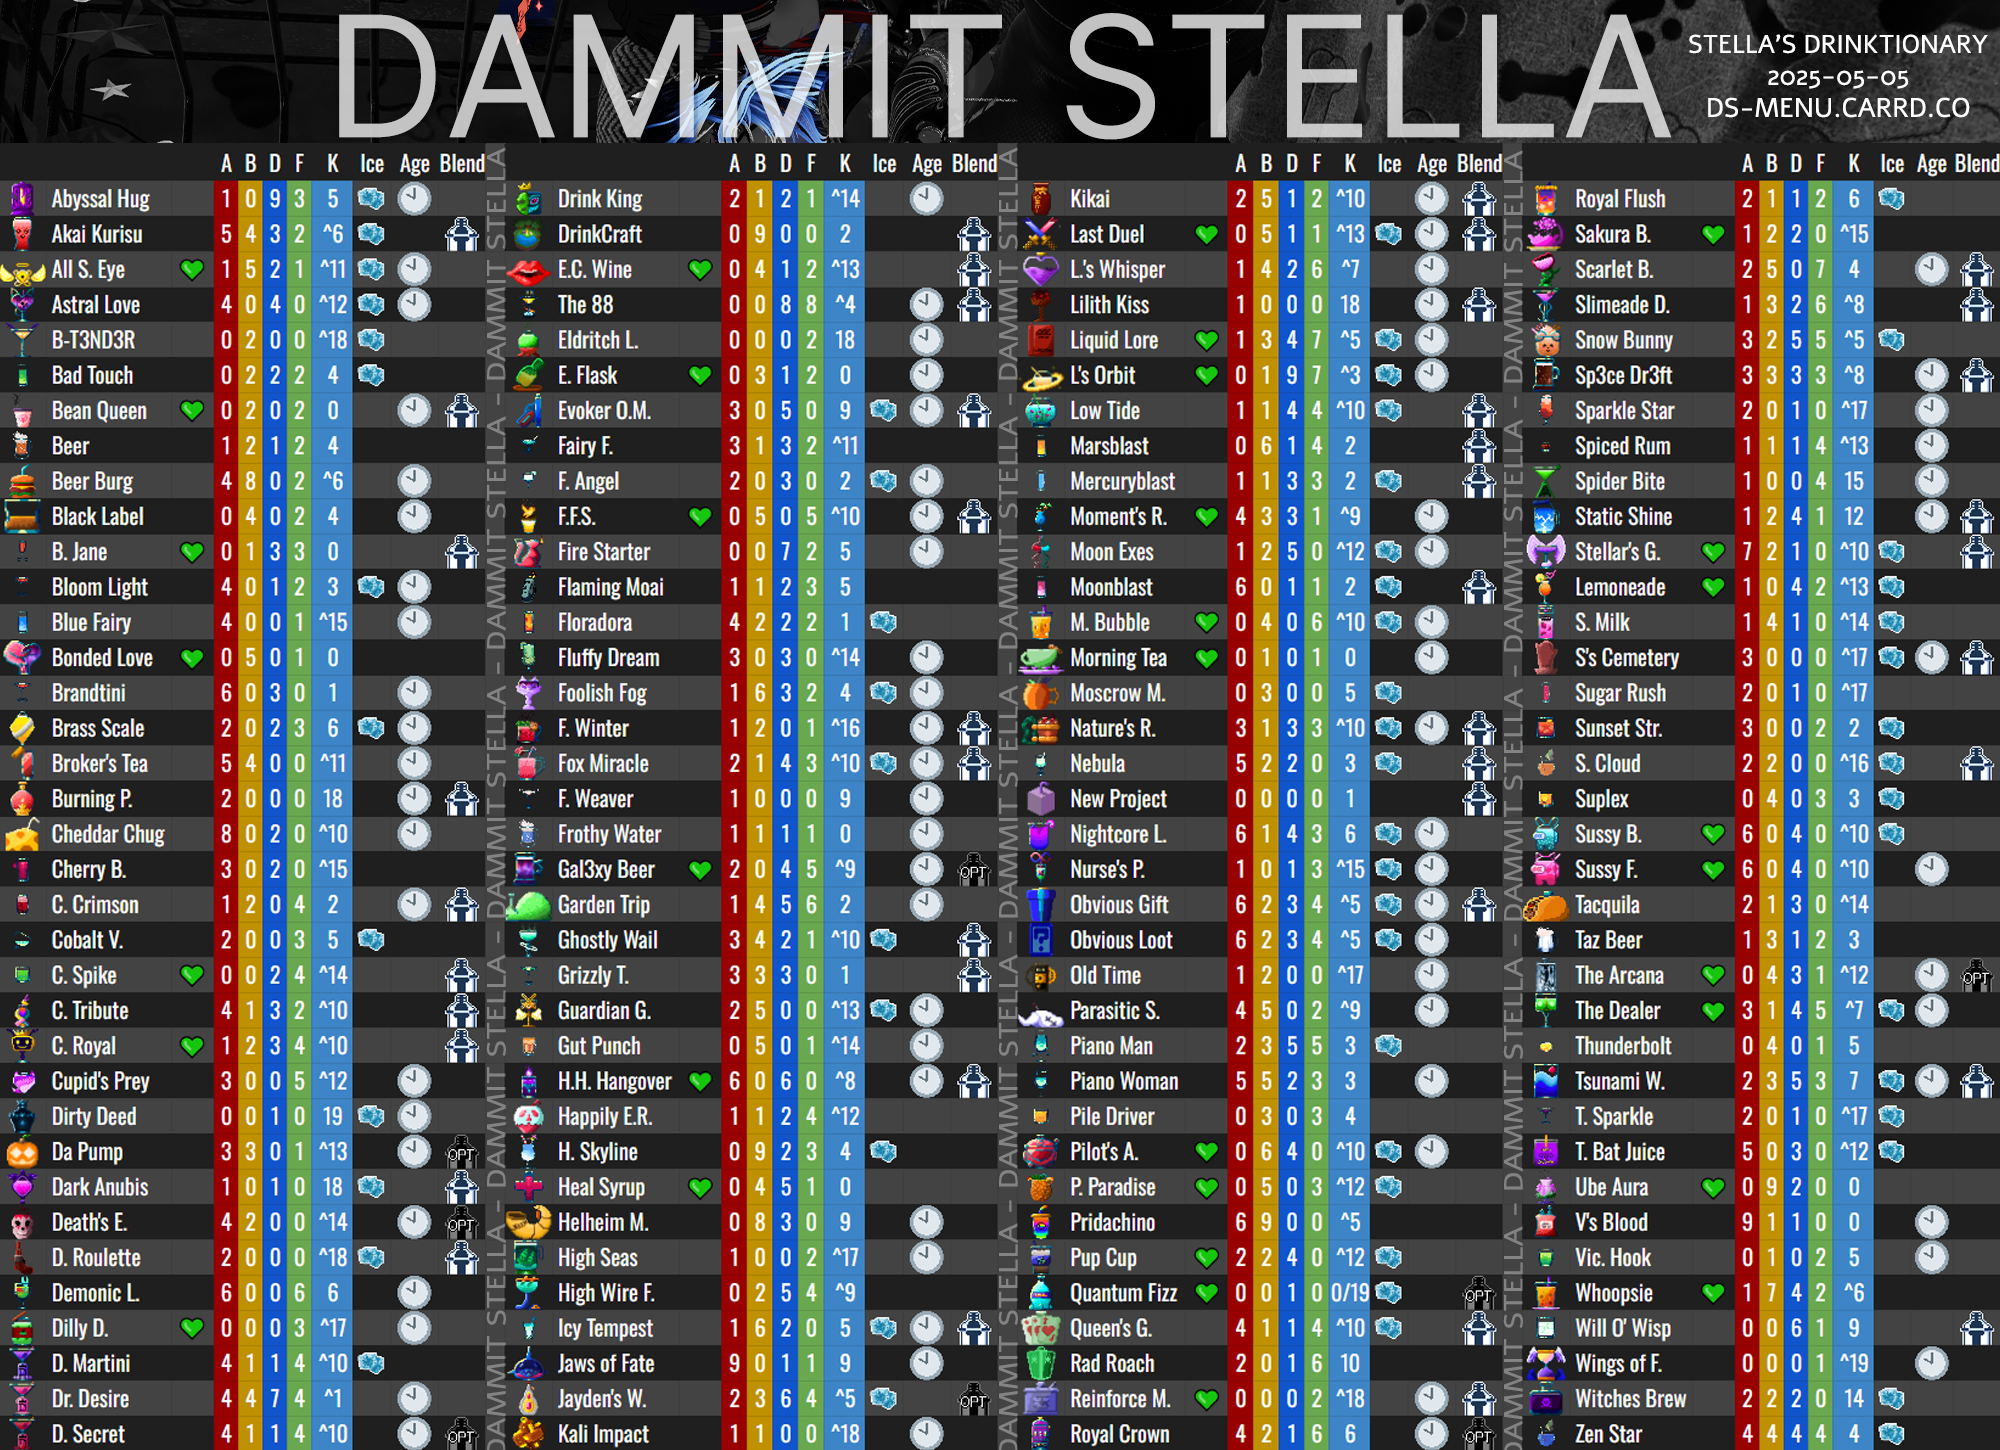 DAMMIT STELLA
STELLA'S DRINKTIONARY
2025-05-05
DS-MENU.CARRD.CO
A B D F K Ice Age Blend
Abyssal Hug 1 0 9 3 5
Akai Kurisu 5 4 3 2 ^6
All S. Eye 1 5 2 1 ^11
Astral Love 4 0 4 0 ^12
B-T3ND3R 0 2 0 0 ^18
Bad Touch 0 2 2 2 4
Bean Queen 0 2 0 2 0
Beer 1 2 1 2 4
Beer Burg 4 8 0 2 ^6
Black Label 0 4 0 2 4
B. Jane 0 1 3 3 0
Bloom Light 4 0 1 2 3
Blue Fairy 4 0 0 1 ^15
Bonded Love 0 5 0 1 0
Brandtini 6 0 3 0 1
Brass Scale 2 0 2 3 6
Broker's Tea 5 4 0 0 ^11
Burning P. 2 0 0 0 18
Cheddar Chug 8 0 2 0 ^10
Cherry B. 3 0 2 0 ^15
C. Crimson 1 2 0 4 2
Cobalt V. 2 0 0 3 5
C. Spike 0 0 2 4 ^14
C. Tribute 4 1 3 2 ^10
C. Royal 1 2 3 4 ^10
Cupid's Prey 3 0 0 5 ^12
Dirty Deed 0 0 1 0 19
Da Pump 3 3 0 1 ^13 OPT
Dark Anubis 1 0 1 0 18
Death's E. 4 2 0 0 ^14 OPT
D. Roulette 2 0 0 0 ^18
Demonic L. 6 0 0 6 6
Dilly D. 0 0 0 3 ^17
D. Martini 4 1 1 4 ^10
Dr. Desire 4 4 7 4 ^1
D. Secret 4 1 1 4 ^10 OPT
DAMMIT STELLA - DAMMIT STELLA - DAMMIT STELLA - DAMMIT STELLA
A B D F K Ice Age Blend
Drink King 2 1 2 1 ^14
DrinkCraft 0 9 0 0 2
E.C. Wine 0 4 1 2 ^13
The 88 0 0 8 8 ^4
Eldritch L. 0 0 0 2 18
E. Flask 0 3 1 2 0
Evoker O.M. 3 0 5 0 9
Fairy F. 3 1 3 2 ^11
F. Angel 2 0 3 0 2
F.F.S. 0 5 0 5 ^10
Fire Starter 0 0 7 2 5
Flaming Moai 1 1 2 3 5
Floradora 4 2 2 2 1
Fluffy Dream 3 0 3 0 ^14
Foolish Fog 1 6 3 2 4
F. Winter 1 2 0 1 ^16
Fox Miracle 2 1 4 3 ^10
F. Weaver 1 0 0 0 9
Frothy Water 1 1 1 1 0
Gal3xy Beer 2 0 4 5 ^9 OPT
Garden Trip 1 4 5 6 2
Ghostly Wail 3 4 2 1 ^10
Grizzly T. 3 3 3 0 1
Guardian G. 2 5 0 0 ^13
Gut Punch 0 5 0 1 ^14
H.H. Hangover 6 0 6 0 ^8
Happily E.R. 1 1 2 4 ^12
H. Skyline 0 9 2 3 4
Heal Syrup 0 4 5 1 0
Helheim M. 0 8 3 0 9
High Seas 1 0 0 2 ^17
High Wire F. 0 2 5 4 ^9
Icy Tempest 1 6 2 0 5
Jaws of Fate 9 0 1 1 9
Jayden's W. 2 3 6 4 ^5 OPT
Kali Impact 1 1 0 0 ^18
DAMMIT STELLA - DAMMIT STELLA - DAMMIT STELLA - DAMMIT STELLA
A B D F K Ice Age Blend
Kikai 2 5 1 2 ^10
Last Duel 0 5 1 1 ^13
L.'s Whisper 1 4 2 6 ^7
Lilith Kiss 1 0 0 0 18
Liquid Lore 1 3 4 7 ^5
L's Orbit 0 1 9 7 ^3
Low Tide 1 1 4 4 ^10
Marsblast 0 6 1 4 2
Mercuryblast 1 1 3 3 2
Moment's R. 4 3 3 1 ^9
Moon Exes 1 2 5 0 ^12
Moonblast 6 0 1 1 2
M. Bubble 0 4 0 6 ^10
Morning Tea 0 1 0 1 0
Moscrow M. 0 3 0 0 5
Nature's R. 3 1 3 3 ^10
Nebula 5 2 2 0 3
New Project 0 0 0 0 1
Nightcore L. 6 1 4 3 6
Nurse's P. 1 0 1 3 ^15
Obvious Gift 6 2 3 4 ^5
Obvious Loot 6 2 3 4 ^5
Old Time 1 2 0 0 ^17
Parasitic S. 4 5 0 2 ^9
Piano Man 2 3 5 5 3
Piano Woman 5 5 2 3 3
Pile Driver 0 3 0 3 4
Pilot's A. 0 6 4 0 ^10
P. Paradise 0 5 0 3 ^12
Pridachino 6 9 0 0 ^5
Pup Cup 2 2 4 0 ^12
Quantum Fizz 0 0 1 0 0/19 OPT
Queen's G. 4 1 1 4 ^10
Rad Roach 2 0 1 6 10
Reinforce M. 0 0 0 2 ^18
Royal Crown 4 2 1 6 6 OPT
DAMMIT STELLA - DAMMIT STELLA - DAMMIT STELLA - DAMMIT STELLA
A B D F K Ice Age Blend
Royal Flush 2 1 1 2 6
Sakura B. 1 2 2 0 ^15
Scarlet B. 2 5 0 7 4
Slimeade D. 1 3 2 6 ^8
Snow Bunny 3 2 5 5 ^5
Sp3ce Dr3ft 3 3 3 3 ^8
Sparkle Star 2 0 1 0 ^17
Spiced Rum 1 1 1 4 ^13
Spider Bite 1 0 0 4 15
Static Shine 1 2 4 1 12
Stellar's G. 7 2 1 0 ^10
Lemoneade 1 0 4 2 ^13
S. Milk 1 4 1 0 ^14
S's Cemetery 3 0 0 0 ^17
Sugar Rush 2 0 1 0 ^17
Sunset Str. 3 0 0 2 2
S. Cloud 2 2 0 0 ^16
Suplex 0 4 0 3 3
Sussy B. 6 0 4 0 ^10
Sussy F. 6 0 4 0 ^10
Tacquila 2 1 3 0 ^14
Taz Beer 1 3 1 2 3
The Arcana 0 4 3 1 ^12 OPT
The Dealer 3 1 4 5 ^7
Thunderbolt 0 4 0 1 5
Tsunami W. 2 3 5 3 7
T. Sparkle 2 0 1 0 ^17
T. Bat Juice 5 0 3 0 ^12
Ube Aura 0 9 2 0 0
V's Blood 9 1 1 0 0
Vic. Hook 0 1 0 2 5
Whoopsie 1 7 4 2 ^6
Will O' Wisp 0 0 6 1 9
Wings of F. 0 0 0 1 ^19
Witches Brew 2 2 2 0 14
Zen Star 4 4 4 4 4